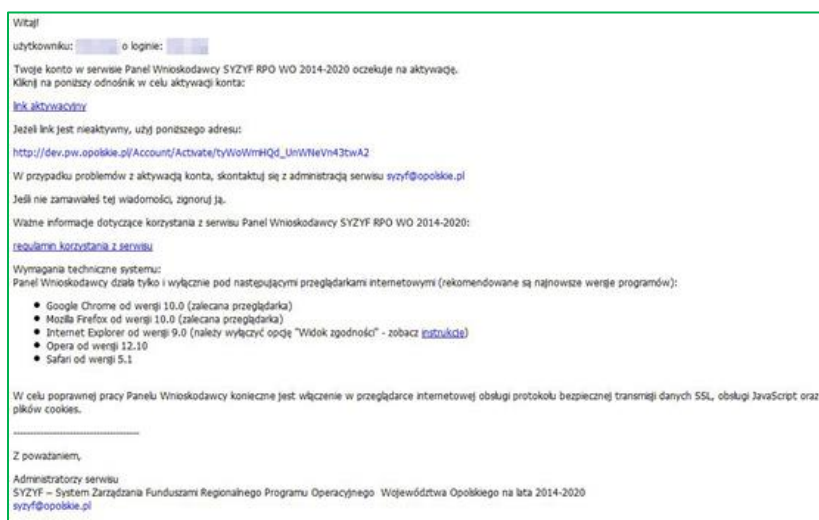 Witaj!
użytkowniku: o loginie:
Twoje konto w serwisie Panel Wnioskodawcy SYZYF RPO WO 2014-2020 oczekuje na aktywację.
Kliknij na poniższy odnośnik w celu aktywacji konta:
link aktywacyjny
Jeżeli link jest nieaktywny, użyj poniższego adresu:
http://dev.pw.opolskie.pl/Account/Activate/tyWoWmHQd_UnWNeVn43twA2
W przypadku problemów z aktywacją konta, skontaktuj się z administracją serwisu syzyf@opolskie.pl
Jeśli nie zamawiałeś tej wiadomości, zignoruj ją.
Ważne informacje dotyczące korzystania z serwisu Panel Wnioskodawcy SYZYF RPO WO 2014-2020:
regulamin korzystania z serwisu
Wymagania techniczne systemu:
Panel Wnioskodawcy działa tylko i wyłącznie pod następującymi przeglądarkami internetowymi (rekomendowane są najnowsze wersje programów):
• Google Chrome od wersji 10.0 (zalecana przeglądarka)
• Mozilla Firefox od wersji 10.0 (zalecana przeglądarka)
• Internet Explorer od wersji 9.0 (należy wyłączyć opcję "Widok zgodności" - zobacz instrukcję)
• Opera od wersji 12.10
• Safari od wersji 5.1
W celu poprawnej pracy Panelu Wnioskodawcy konieczne jest włączenie w przeglądarce internetowej obsługi protokołu bezpiecznej transmisji danych SSL, obsługi JavaScript oraz
plików cookies.
------------------------------------
Z poważaniem,
Administratorzy serwisu
SYZYF – System Zarządzania Funduszami Regionalnego Programu Operacyjnego Województwa Opolskiego na lata 2014-2020
syzyf@opolskie.pl